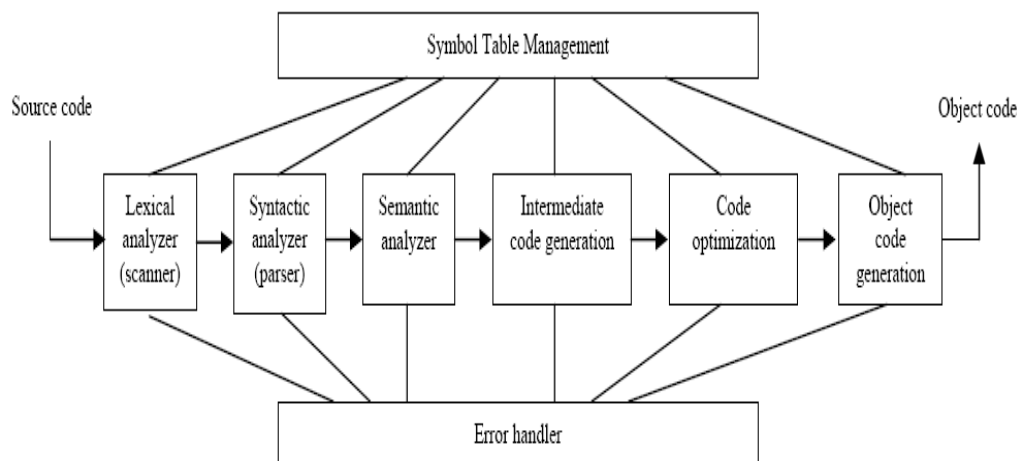 Symbol Table Management
Source code
Object code
Lexical
analyzer
(scanner)
Syntactic
analyzer
(parser)
Semantic
analyzer
Intermediate
code generation
Code
optimization
Object
code
generation
Error handler